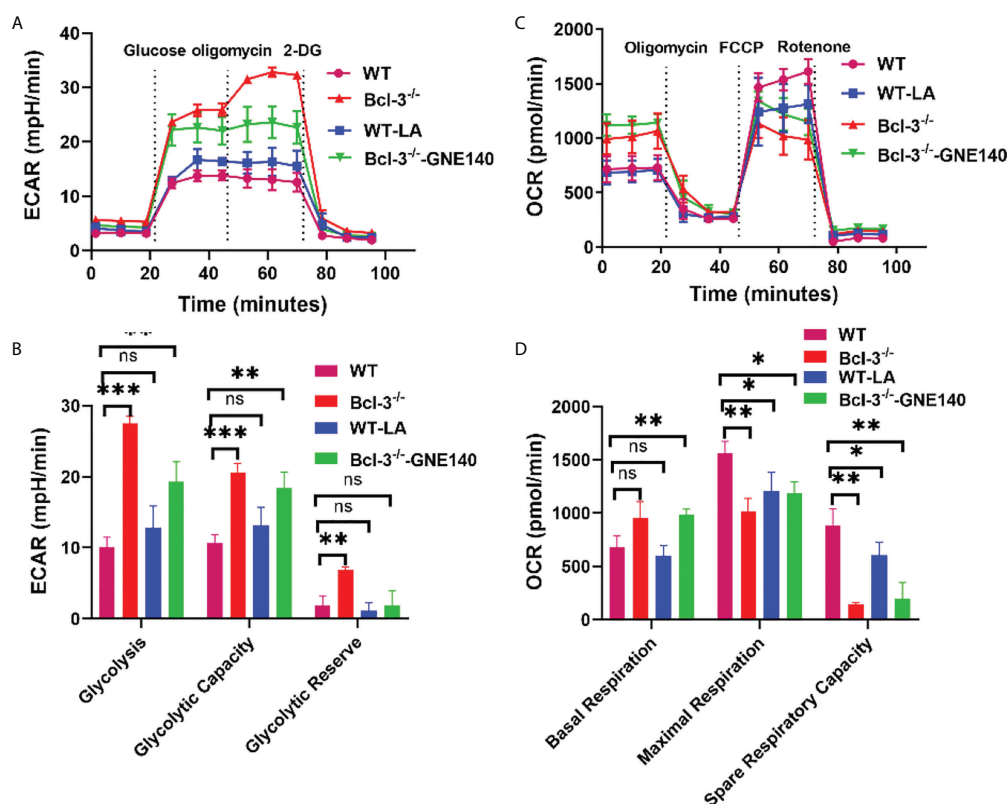 A
Glucose oligomycin 2-DG
WT
Bcl-3-/-
WT-LA
Bcl-3-/--GNE140
ECAR (mpH/min)
40
30
20
10
0
0 20 40 60 80 100
Time (minutes)
C
Oligomycin FCCP Rotenone
WT
WT-LA
Bcl-3-/-
Bcl-3-/--GNE140
OCR (pmol/min)
2000
1500
1000
500
0
0 20 40 60 80 100
Time (minutes)
B
WT
Bcl-3-/-
WT-LA
Bcl-3-/--GNE140
ECAR (mpH/min)
30
20
10
0
ns
***
**
ns
***
ns
ns
**
Glycolysis
Glycolytic Capacity
Glycolytic Reserve
D
WT
Bcl-3-/-
WT-LA
Bcl-3-/--GNE140
OCR (pmol/min)
2000
1500
1000
500
0
**
ns
ns
*
*
**
**
*
**
Basal Respiration
Maximal Respiration
Spare Respiratory Capacity